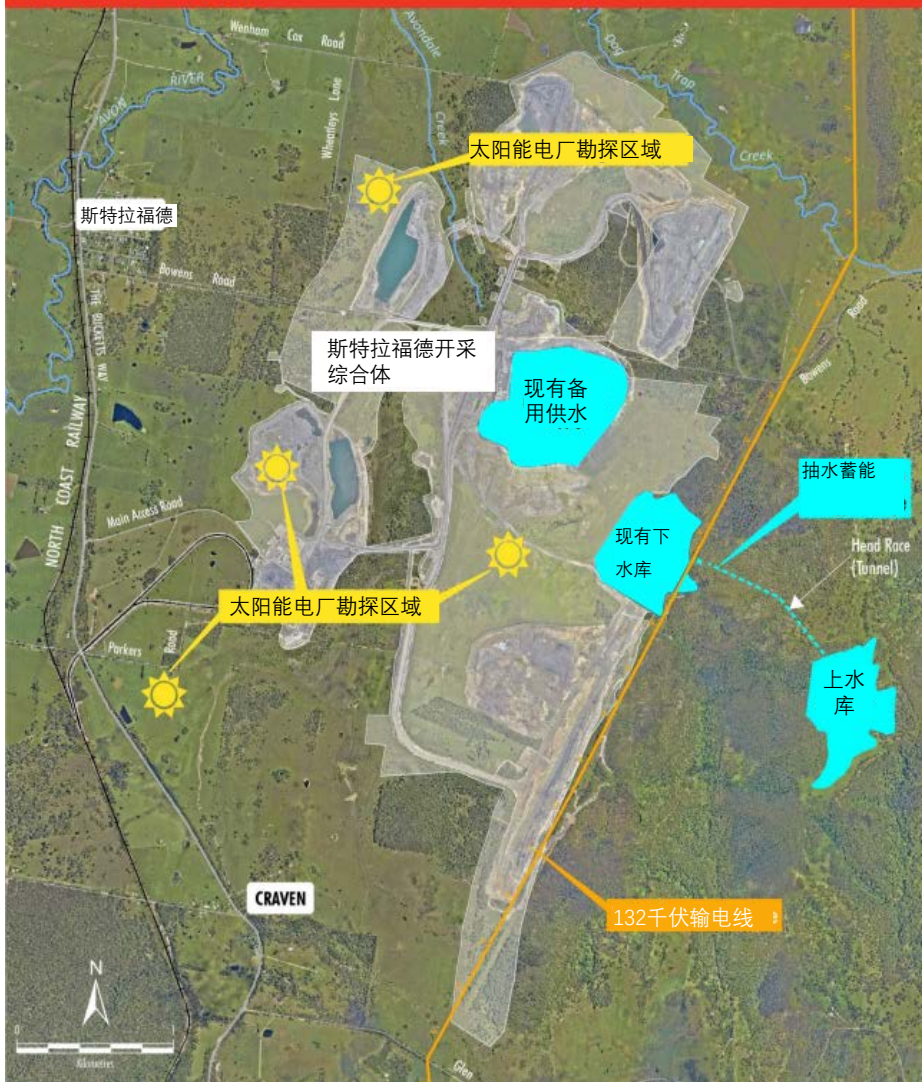 Wenham Cox Road
Avondale
Creek
Dog
Trap
Creek
AVON
RIVER
Wheatleys Lane
太阳能电厂勘探区域
斯特拉福德
Bowens Road
THE BUCKETTS WAY
斯特拉福德开采
综合体
现有备
用供水
Bowens Road
NORTH COAST RAILWAY
抽水蓄能
Main Access Road
现有下
水库
Head Race
(Tunnel)
太阳能电厂勘探区域
Parkers Road
上水
库
CRAVEN
132千伏输电线
N
0
1
Kilometres
Glen